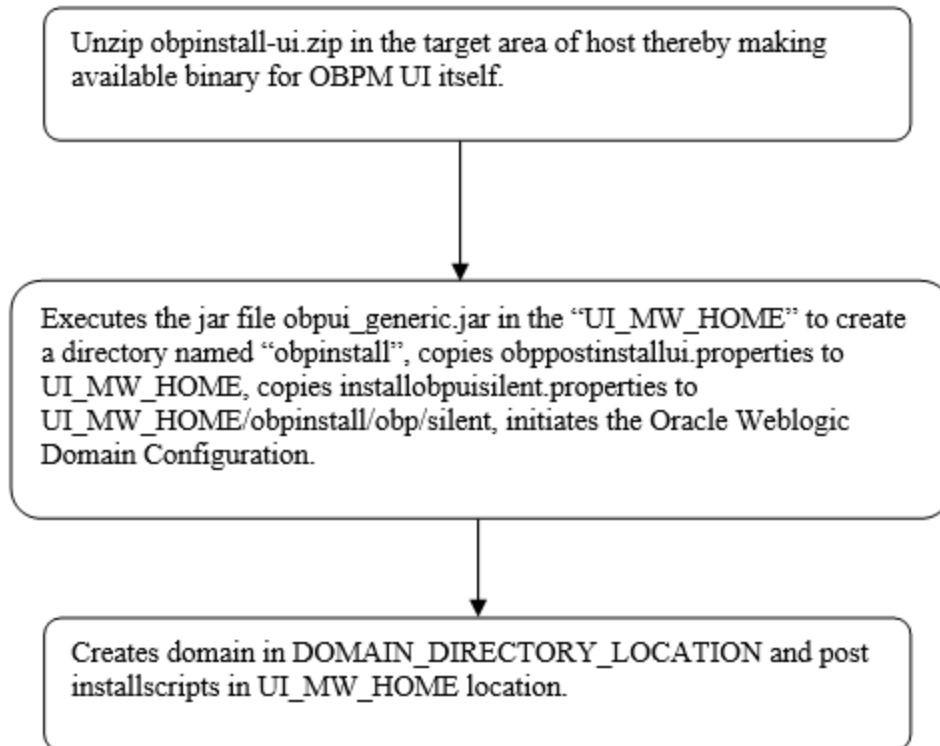 Unzip obpinstall-ui.zip in the target area of host thereby making
available binary for OBPM UI itself.
Executes the jar file obpui_generic.jar in the “UI_MW_HOME” to create
a directory named “obpinstall”, copies obppostinstallui.properties to
UI_MW_HOME, copies installobpuisilent.properties to
UI_MW_HOME/obpinstall/obp/silent, initiates the Oracle Weblogic
Domain Configuration.
Creates domain in DOMAIN_DIRECTORY_LOCATION and post
installscripts in UI_MW_HOME location.